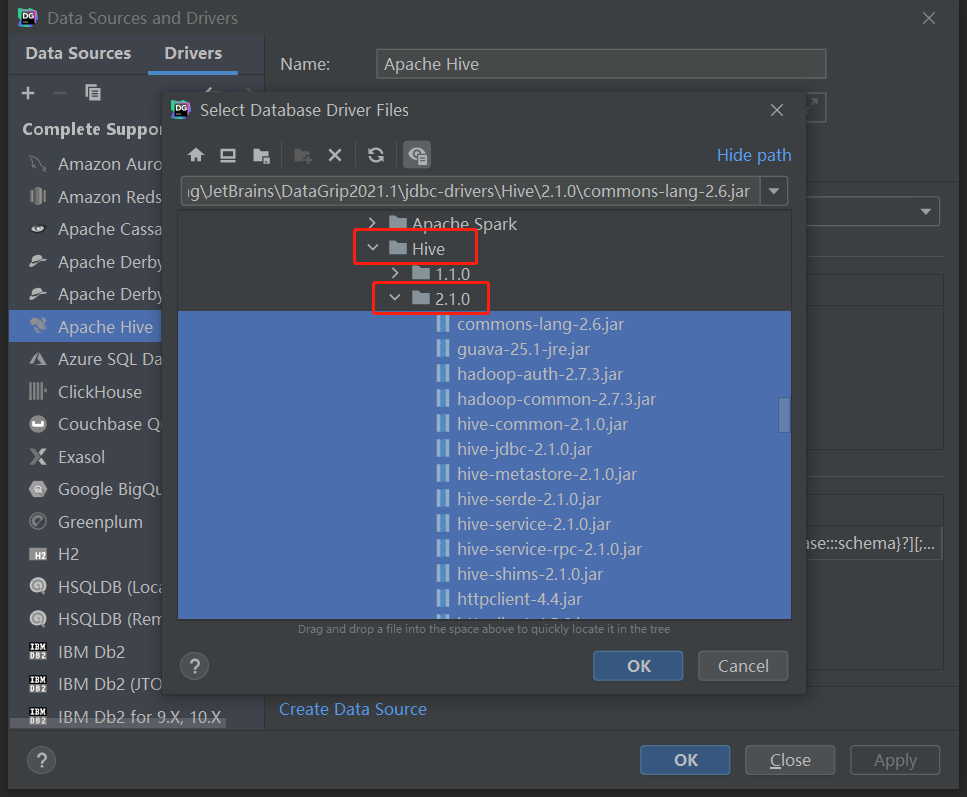 Data Sources and Drivers
Data Sources
Drivers
Name:
Apache Hive
Complete Suppor
Amazon Auro
Amazon Reds
Apache Cassa
Apache Derby
Apache Derby
Apache Hive
Azure SQL Da
ClickHouse
Couchbase Q
Exasol
Google BigQu
Greenplum
H2
HSQLDB (Loca
HSQLDB (Rem
IBM Db2
IBM Db2 (JTO
IBM Db2 for 9.X, 10.X
Select Database Driver Files
Hide path
ıg\JetBrains\DataGrip2021.1\jdbc-drivers\Hive\2.1.0\commons-lang-2.6.jar
Apache Spark
Hive
1.1.0
2.1.0
commons-lang-2.6.jar
guava-25.1-jre.jar
hadoop-auth-2.7.3.jar
hadoop-common-2.7.3.jar
hive-common-2.1.0.jar
hive-jdbc-2.1.0.jar
hive-metastore-2.1.0.jar
hive-serde-2.1.0.jar
hive-service-2.1.0.jar
hive-service-rpc-2.1.0.jar
hive-shims-2.1.0.jar
httpclient-4.4.jar
Drag and drop a file into the space above to quickly locate it in the tree
?
OK
Cancel
ase:::schema}?][;...
Create Data Source
?
OK
Close
Apply